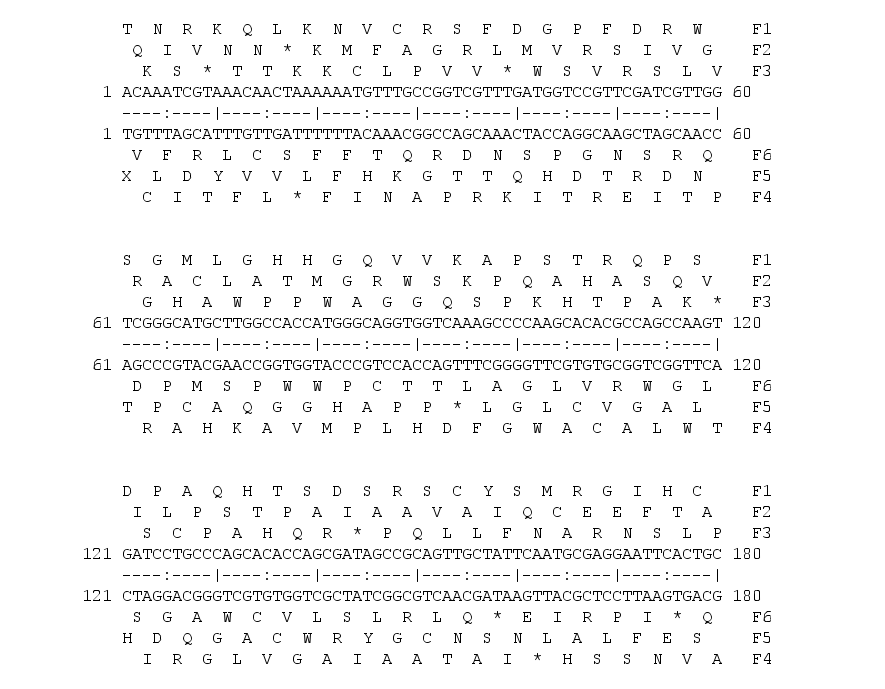 T N R K Q L K N V C R S F D G P F D R W F1
Q I V N N * K M F A G R L M V R S I V G F2
K S * T T K K C L P V V * W S V R S L V F3
1 ACAAATCGTAAACAACTAAAAAATGTTTGCCGGTCGTTTGATGGTCCGTTCGATCGTTGG 60
----:----|----:----|----:----|----:----|----:----|----:----|
1 TGTTTAGCATTTGTTGATTTTTTACAAACGGCCAGCAAACTACCAGGCAAGCTAGCAACC 60
V F R L C S F F T Q R D N S P G N S R Q F6
X L D Y V V L F H K G T T Q H D T R D N F5
C I T F L * F I N A P R K I T R E I T P F4
S G M L G H H G Q V V K A P S T R Q P S F1
R A C L A T M G R W S K P Q A H A S Q V F2
G H A W P P W A G G Q S P K H T P A K * F3
61 TCGGGCATGCTTGGCCACCATGGGCAGGTGGTCAAAGCCCCAAGCACACGCCAGCCAAGT 120
----:----|----:----|----:----|----:----|----:----|----:----|
61 AGCCCGTACGAACCGGTGGTACCCGTCCACCAGTTTCGGGGTTCGTGTGCGGTCGGTTCA 120
D P M S P W W P C T T L A G L V R W G L F6
T P C A Q G G H A P P * L G L C V G A L F5
R A H K A V M P L H D F G W A C A L W T F4
D P A Q H T S D S R S C Y S M R G I H C F1
I L P S T P A I A A V A I Q C E E F T A F2
S C P A H Q R * P Q L L F N A R N S L P F3
121 GATCCTGCCCAGCACACCAGCGATAGCCGCAGTTGCTATTCAATGCGAGGAATTCACTGC 180
----:----|----:----|----:----|----:----|----:----|----:----|
121 CTAGGACGGGTCGTGTGGTCGCTATCGGCGTCAACGATAAGTTACGCTCCTTAAGTGACG 180
S G A W C V L S L R L Q * E I R P I * Q F6
H D Q G A C W R Y G C N S N L A L F E S F5
I R G L V G A I A A T A I * H S S N V A F4